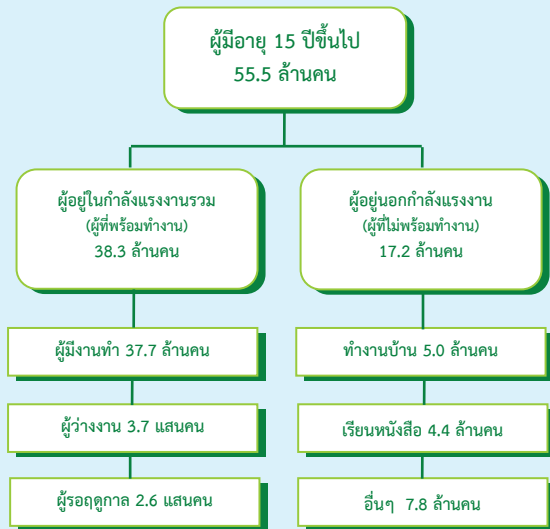 ผู้มีอายุ 15 ปีขึ้นไป
55.5 ล้านคน
ผู้อยู่ในกำลังแรงงานรวม
(ผู้ที่พร้อมทำงาน)
38.3 ล้านคน
ผู้อยู่นอกกำลังแรงงาน
(ผู้ที่ไม่พร้อมทำงาน)
17.2 ล้านคน
ผู้มีงานทำ 37.7 ล้านคน
ทำงานบ้าน 5.0 ล้านคน
ผู้ว่างงาน 3.7 แสนคน
เรียนหนังสือ 4.4 ล้านคน
ผู้รอฤดูกาล 2.6 แสนคน
อื่นๆ 7.8 ล้านคน